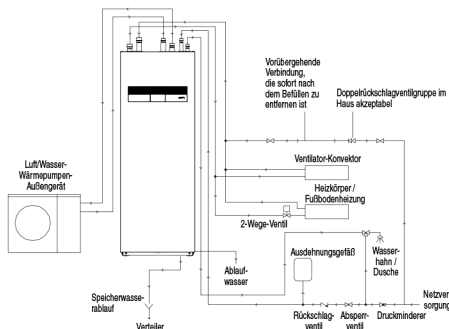 Vorübergehende
Verbindung,
die sofort nach
dem Befüllen zu
entfernen ist
Doppelrückschlagventilgruppe im
Haus akzeptabel
Luft/Wasser-
Wärmepumpen-
Außengerät
Ventilator-Konvektor
Heizkörper /
Fußbodenheizung
2-Wege-Ventil
Ausdehnungsgefäß
Wasser-
hahn /
Dusche
Ablauf-
wasser
Speicherwasse-
rablauf
Verteiler
Rückschlag-
ventil
Absperr-
ventil
Druckminderer
Netzver
sorgung